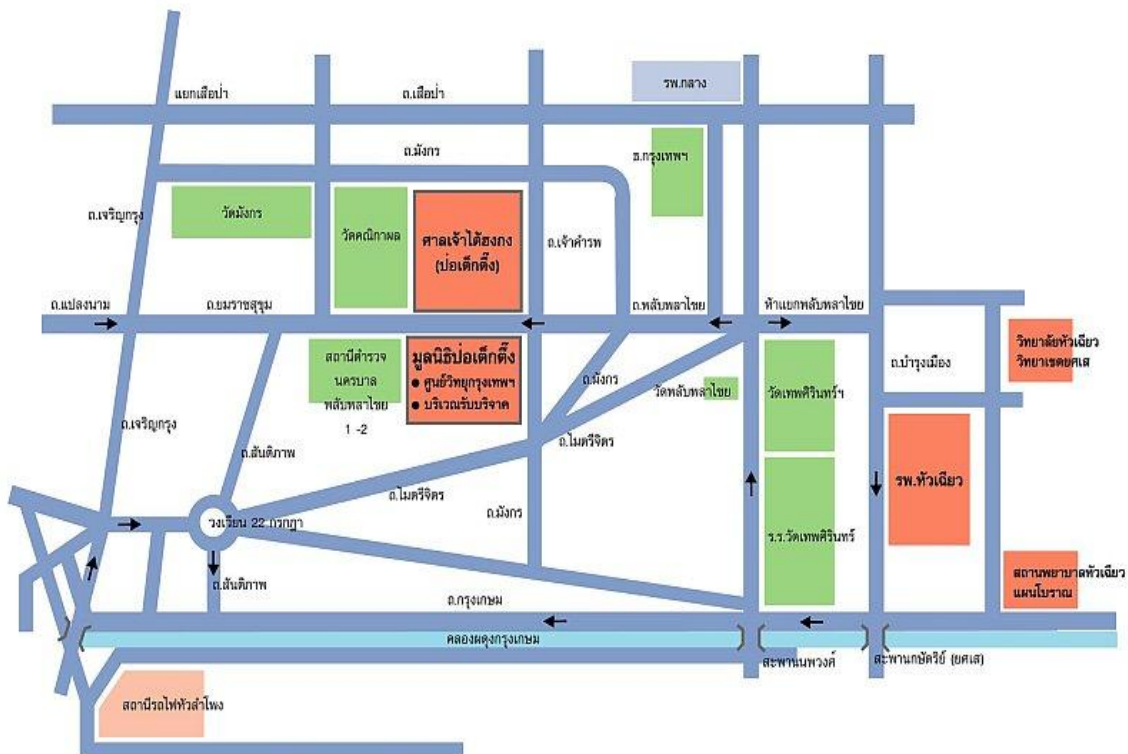 แยกเสือป่า
ถ.เสือป่า
รพ.กลาง
ถ.มังกร
ธ.กรุงเทพฯ
ถ.เจริญกรุง
วัดมังกร
วัดคณิกาผล
ศาลเจ้าไต้ฮงกง
(ปอเต็กตึ๊ง)
ถ.เจ้าคำรพ
ถ.แปลงนาม
ถ.ยมราชสุขุม
ถ.พลับพลาไชย
ห้าแยกพลับพลาไชย
สถานีตำรวจ
นครบาล
พลับพลาไชย
1 -2
มูลนิธิปอเต็กตึ๊ง
● ศูนย์วิทยุกรุงเทพฯ
● บริเวณรับบริจาค
ถ.มังกร
วัดพลับพลาไชย
วัดเทพศิรินทร์ฯ
ถ.บำรุงเมือง
วิทยาลัยหัวเฉียว
วิทยาเขตยศเส
ถ.เจริญกรุง
ถ.สันติภาพ
ถ.ไมตรีจิตร
ถ.ไมตรีจิตร
ถ.มังกร
รพ.หัวเฉียว
วงเวียน 22 กรกฎา
ร.ร.วัดเทพศิรินทร์
ถ.สันติภาพ
สถานพยาบาลหัวเฉียว
แผนโบราณ
ถ.กรุงเกษม
คลองผดุงกรุงเกษม
สะพานนพวงศ์
สะพานกษัตริย์ (ยศเส)
สถานีรถไฟหัวลำโพง